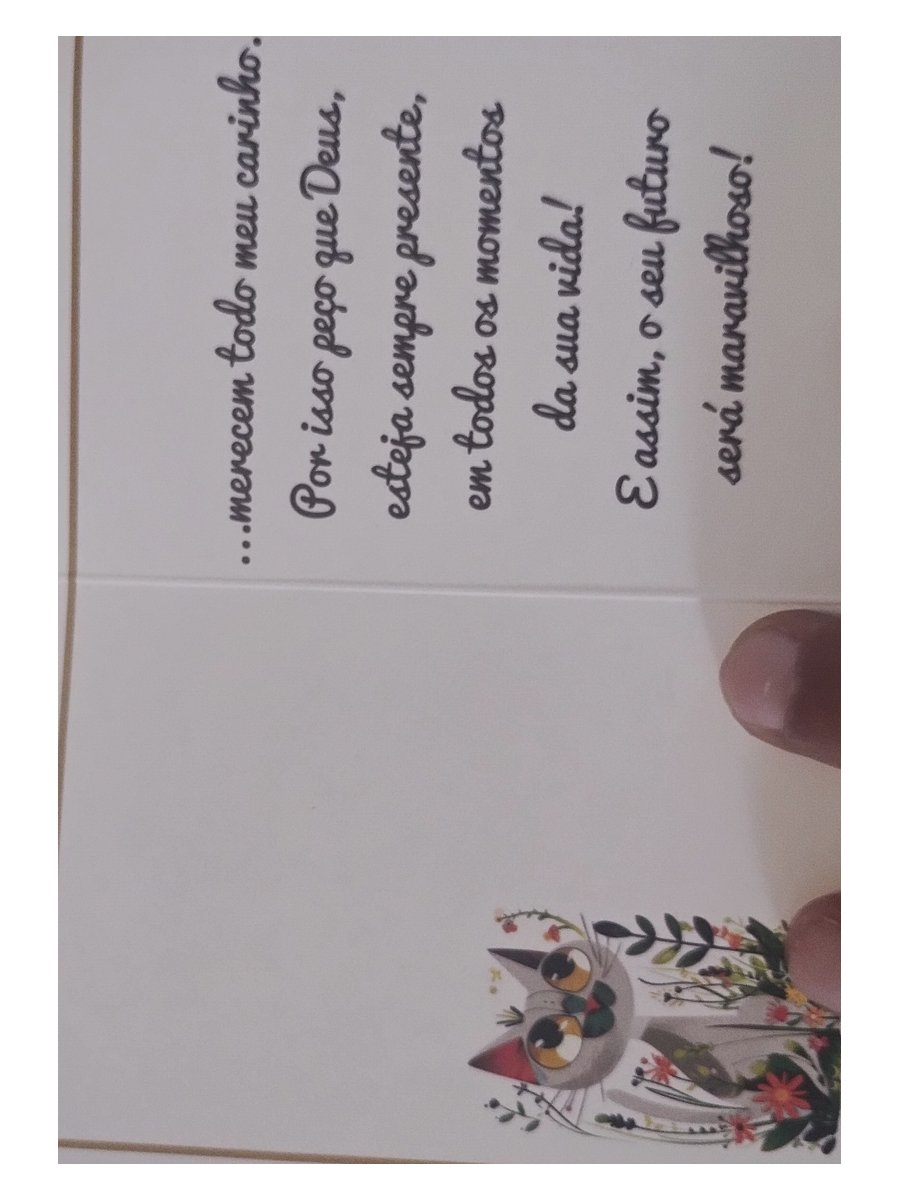 ...merecem todo meu carinho.
Por isso peço que Deus,
esteja sempre presente,
em todos os momentos
da sua vida!
E assim, o seu futuro
será maravilhoso!